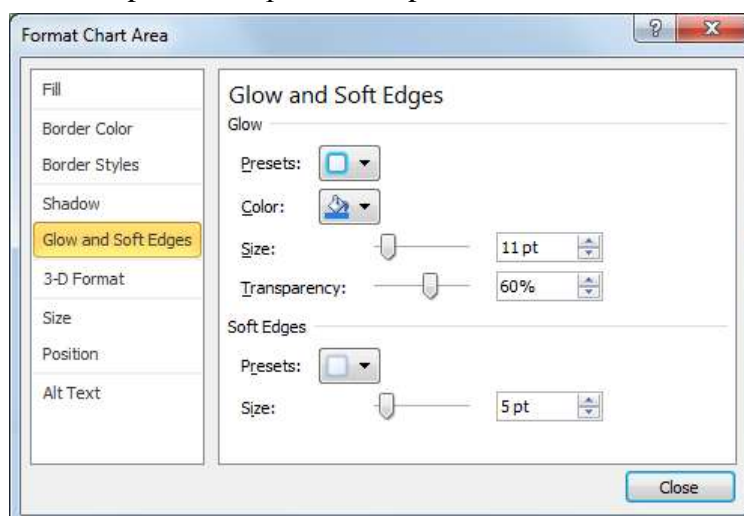 Format Chart Area
Fill
Border Color
Border Styles
Shadow
Glow and Soft Edges
3-D Format
Size
Position
Alt Text
Glow and Soft Edges
Glow
Presets:
Color:
Size: 11 pt
Transparency: 60%
Soft Edges
Presets:
Size: 5 pt
Close